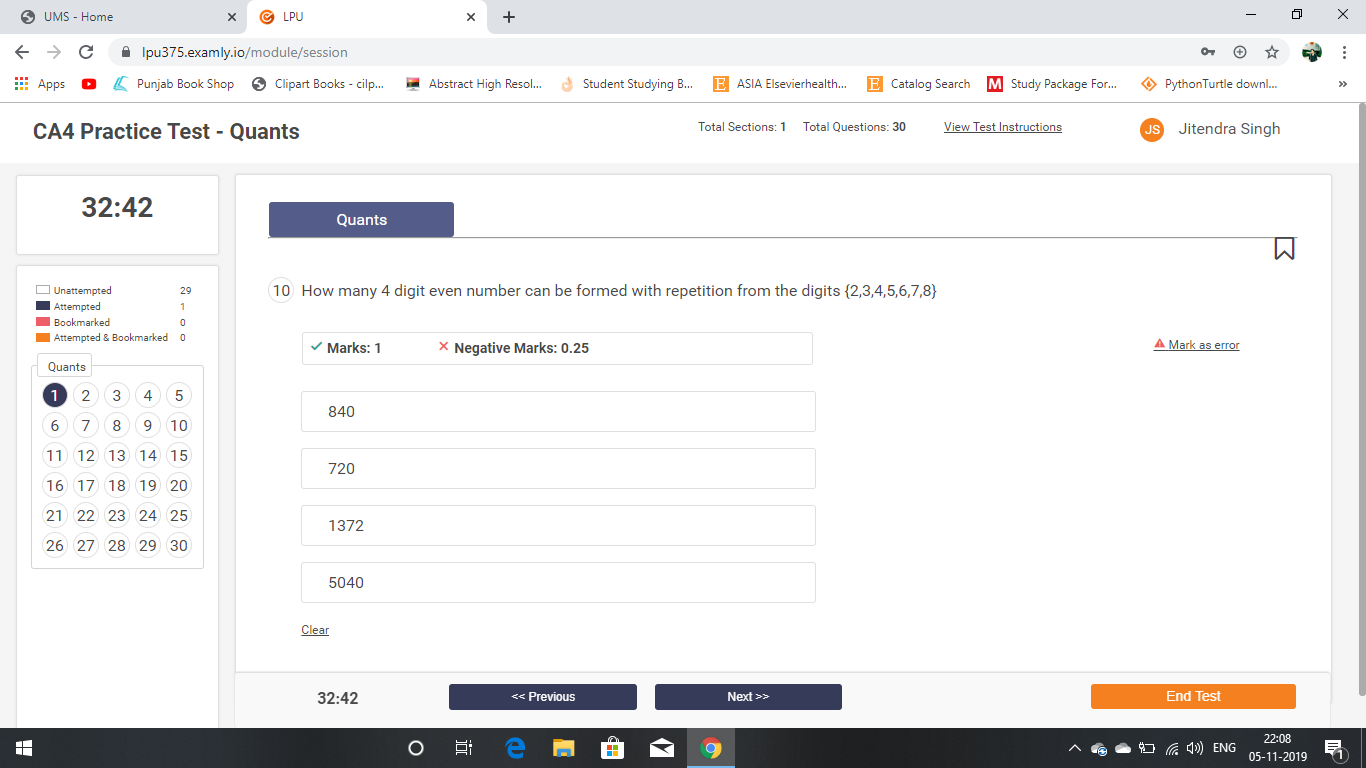 UMS - Home
LPU
lpu375.examly.io/module/session
Apps
Punjab Book Shop
Clipart Books - cilp...
Abstract High Resol...
Student Studying B...
ASIA Elsevierhealth...
Catalog Search
Study Package For...
PythonTurtle downl...
»
CA4 Practice Test - Quants
Total Sections: 1
Total Questions: 30
View Test Instructions
JS
Jitendra Singh
32:42
Unattempted 29
Attempted 1
Bookmarked 0
Attempted & Bookmarked 0
Quants
1 2 3 4 5
6 7 8 9 10
11 12 13 14 15
16 17 18 19 20
21 22 23 24 25
26 27 28 29 30
Quants
10 How many 4 digit even number can be formed with repetition from the digits {2,3,4,5,6,7,8}
Marks: 1
Negative Marks: 0.25
Mark as error
840
720
1372
5040
Clear
32:42
<< Previous
Next >>
End Test
ENG
22:08
05-11-2019
1